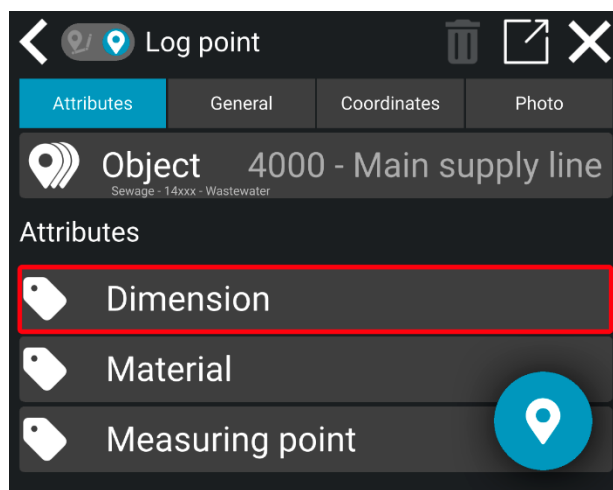 Log point
Attributes General Coordinates Photo
Object 4000 - Main supply line
Sewage - 14xxx - Wastewater
Attributes
Dimension
Material
Measuring point